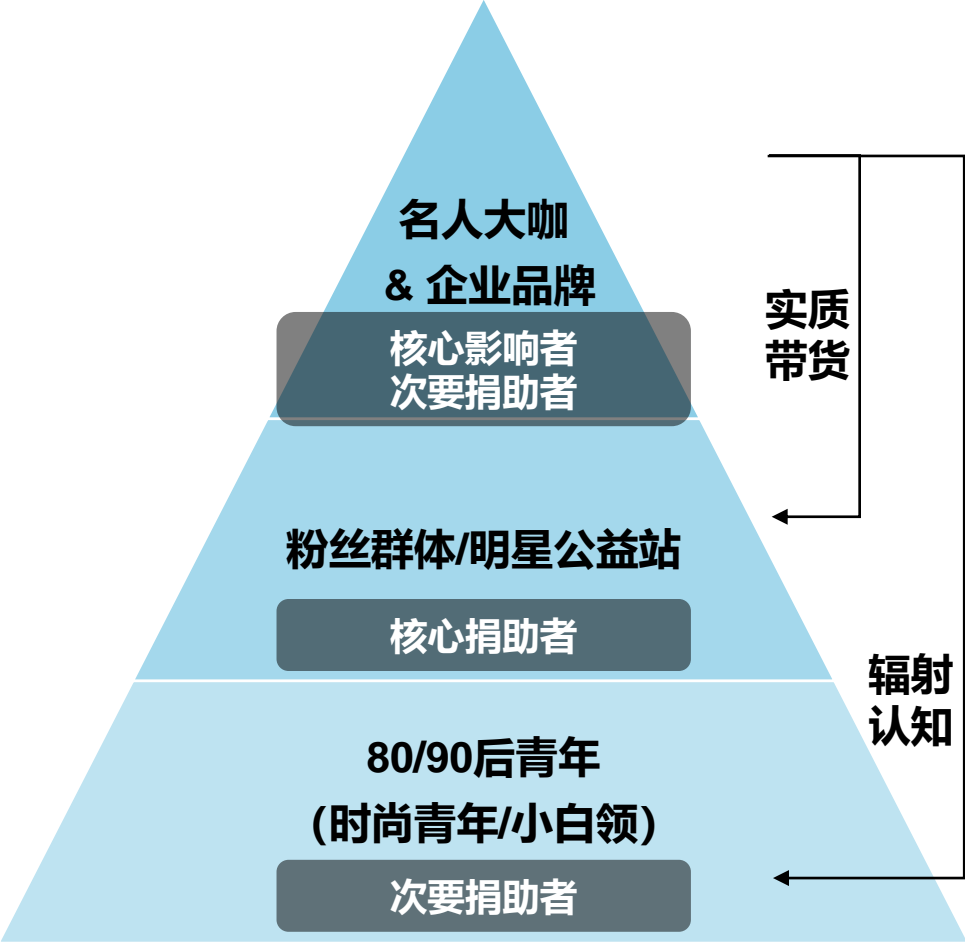 名人大咖
& 企业品牌
核心影响者
次要捐助者
实质
带货
粉丝群体/明星公益站
核心捐助者
辐射
认知
80/90后青年
（时尚青年/小白领）
次要捐助者